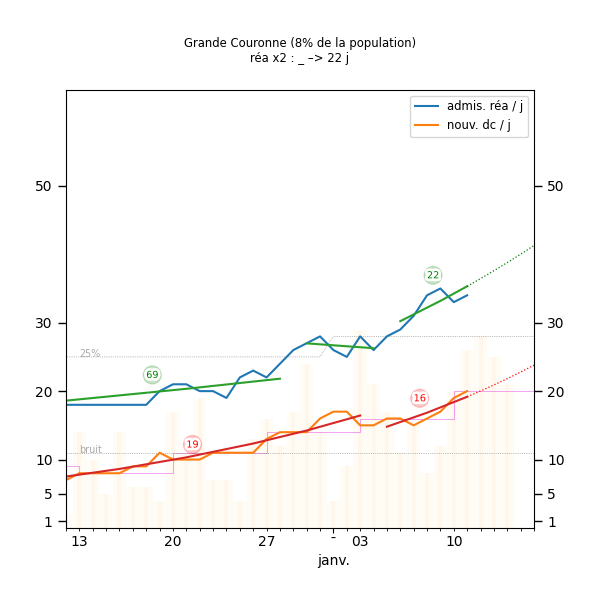 Grande Couronne (8% de la population)
réa x2 : _ –> 22 j
admis. réa / j
nouv. dc / j
50 50
22
30 30
25%
69
20 20
16
19
bruit
10 10
5 5
1 1
13 20 27 - 03 10
janv.